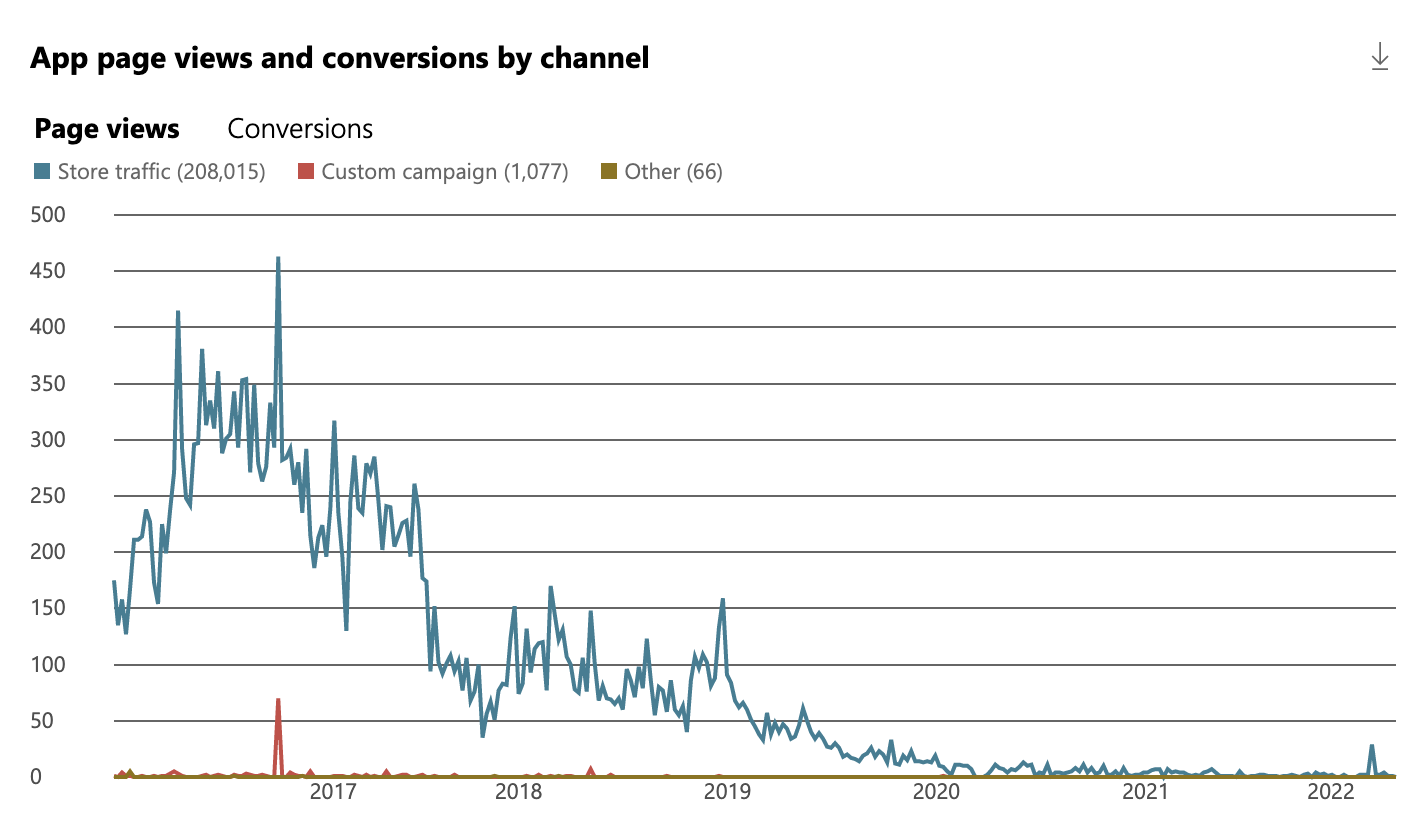 App page views and conversions by channel
Page views Conversions
Store traffic (208,015) Custom campaign (1,077) Other (66)
500
450
400
350
300
250
200
150
100
50
0
2017 2018 2019 2020 2021 2022